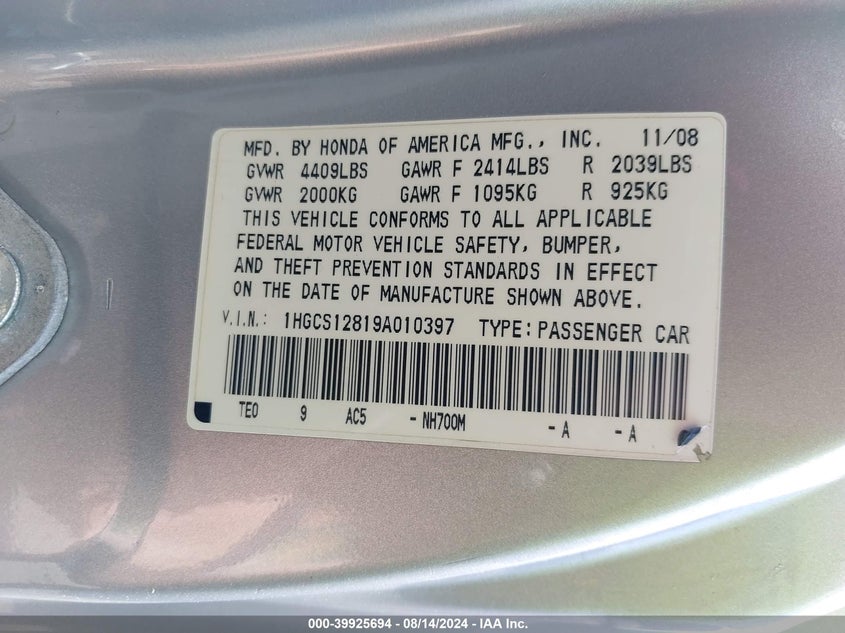 MFD. BY HONDA OF AMERICA MFG., INC. 11/08
GVWR 4409LBS GAWR F 2414LBS R 2039LBS
GVWR 2000KG GAWR F 1095KG R 925KG
THIS VEHICLE CONFORMS TO ALL APPLICABLE
FEDERAL MOTOR VEHICLE SAFETY, BUMPER,
AND THEFT PREVENTION STANDARDS IN EFFECT
ON THE DATE OF MANUFACTURE SHOWN ABOVE.
V.I.N.: 1HGCS12819A010397 TYPE: PASSENGER CAR
TE0 9 AC5 - NH700M - A - A
000-39925694 - 08/14/2024 - IAA Inc.